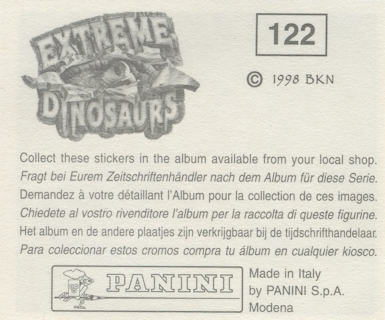 EXTREME
DINOSAURS
122
© 1998 BKN
Collect these stickers in the album available from your local shop.
Fragt bei Eurem Zeitschriftenhändler nach dem Album für diese Serie.
Demandez à votre détaillant l'Album pour la collection de ces images.
Chiedete al vostro rivenditore l'album per la raccolta di queste figurine.
Het album en de andere plaatjes zijn verkrijgbaar bij de tijdschrifthandelaar.
Para coleccionar estos cromos compra tu álbum en cualquier kiosco.
PANINI
Made in Italy
by PANINI S.p.A.
Modena